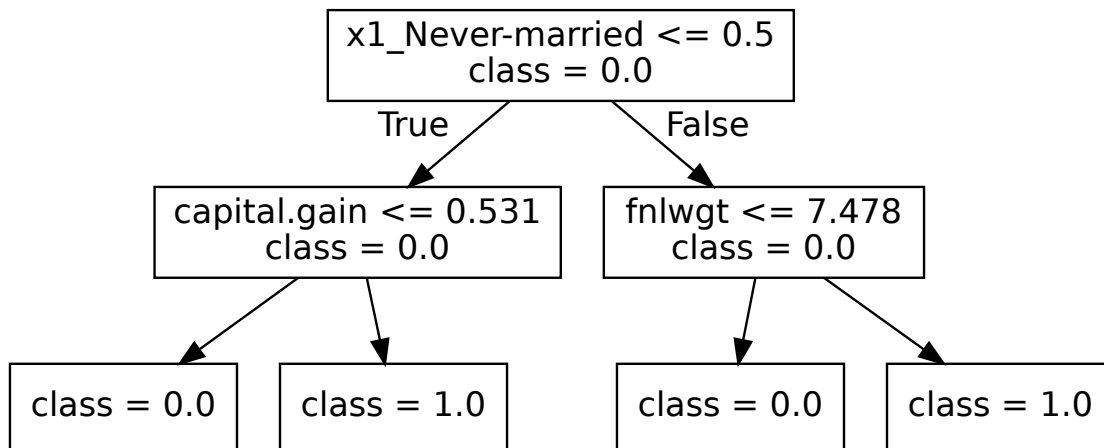 x1_Never-married <= 0.5
class = 0.0
True
False
capital.gain <= 0.531
class = 0.0
fnlwgt <= 7.478
class = 0.0
class = 0.0
class = 1.0
class = 0.0
class = 1.0